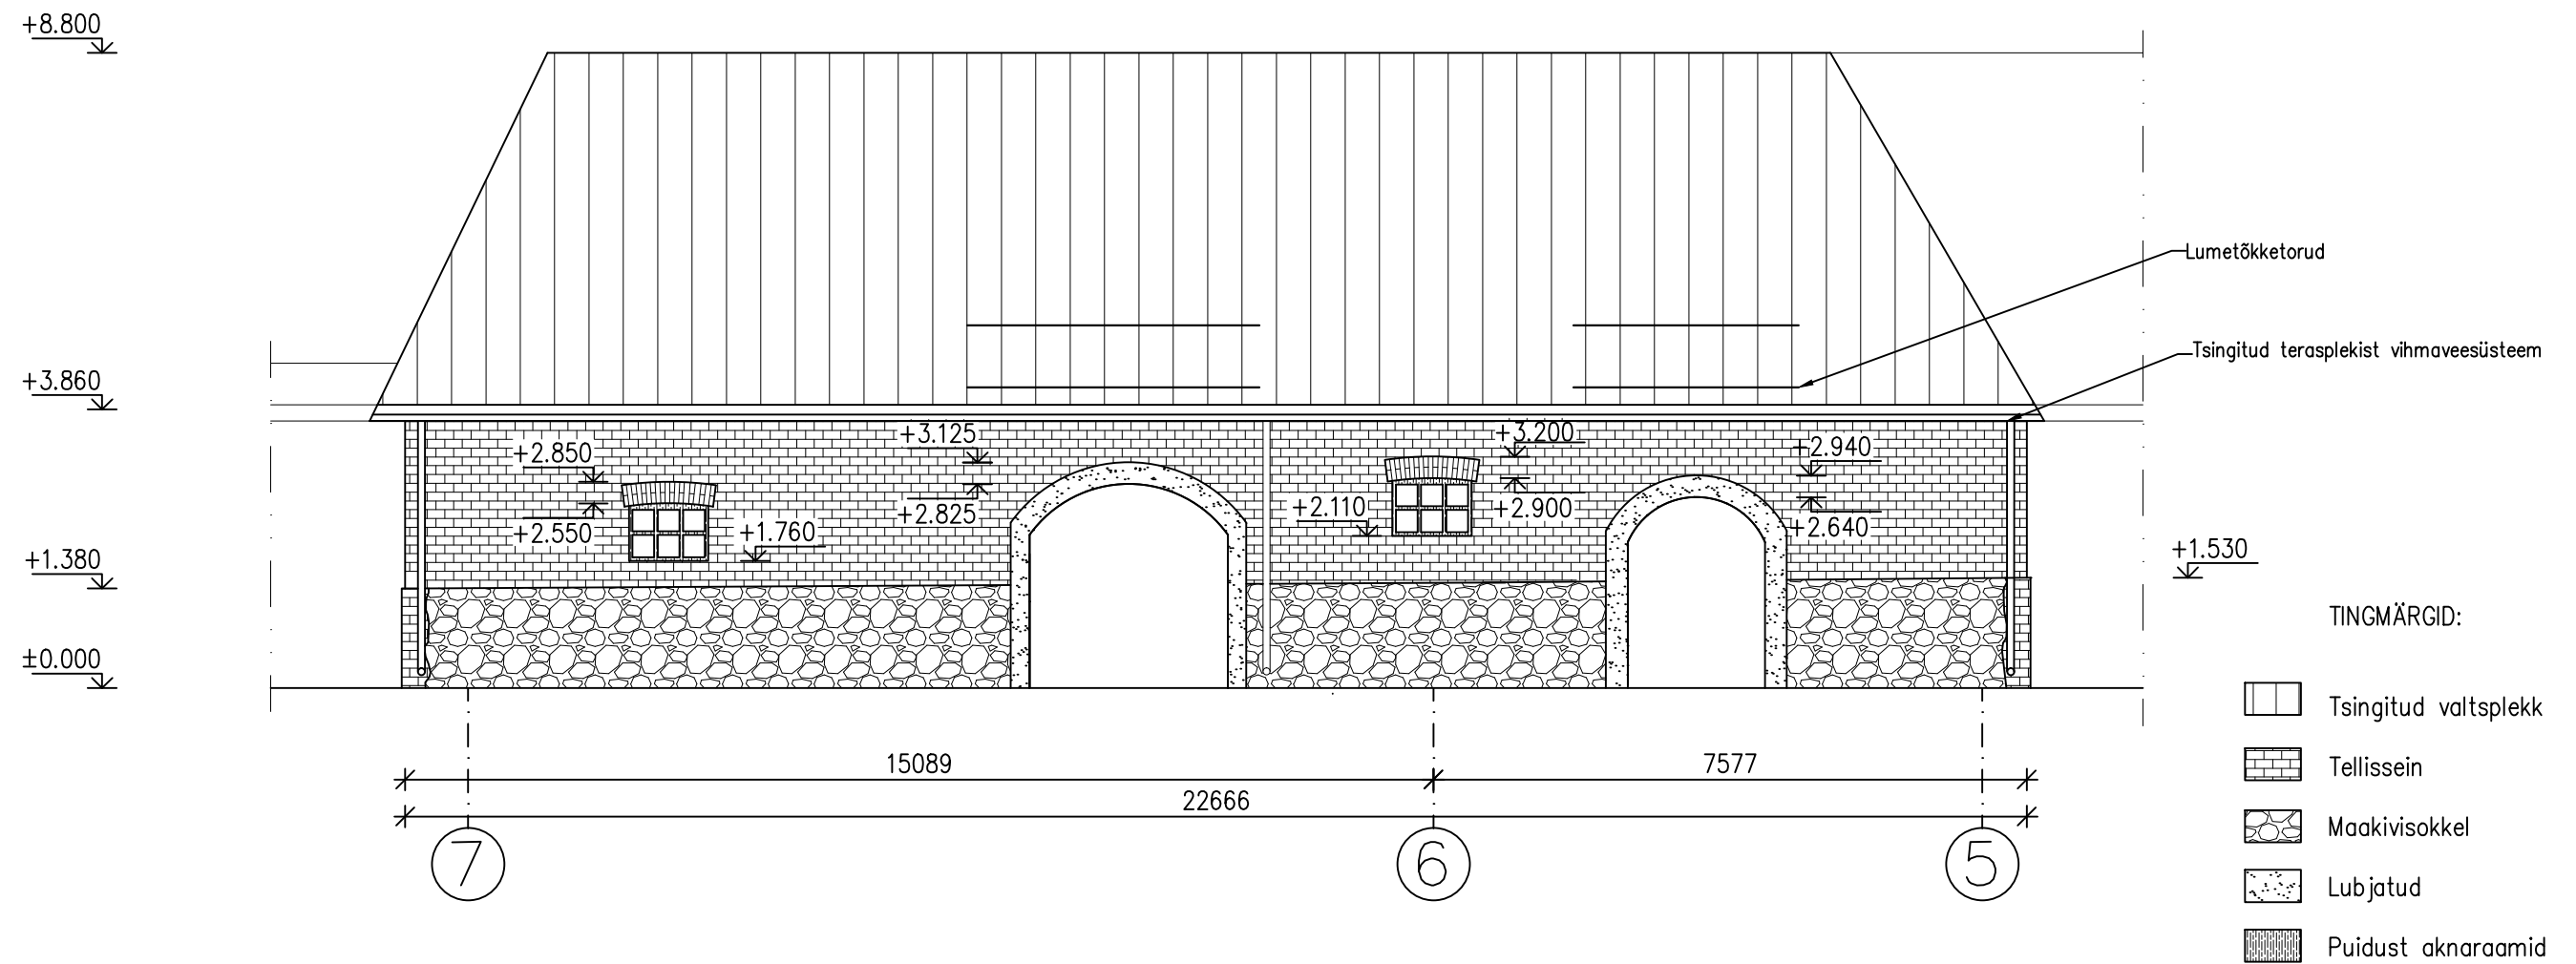 +8.800
Lumetõkketorud
Tsingitud terasplekist vihmaveesüsteem
+3.860
+3.125
+3.200
+2.940
+2.850
+2.110
+2.900
+2.825
+2.640
+2.550
+1.760
+1.380
+1.530
±0.000
TINGMÄRGID:
Tsingitud valtsplekk
Tellissein
Maakivisokkel
Lubjatud
Puidust aknaraamid
15089
7577
22666
7
6
5